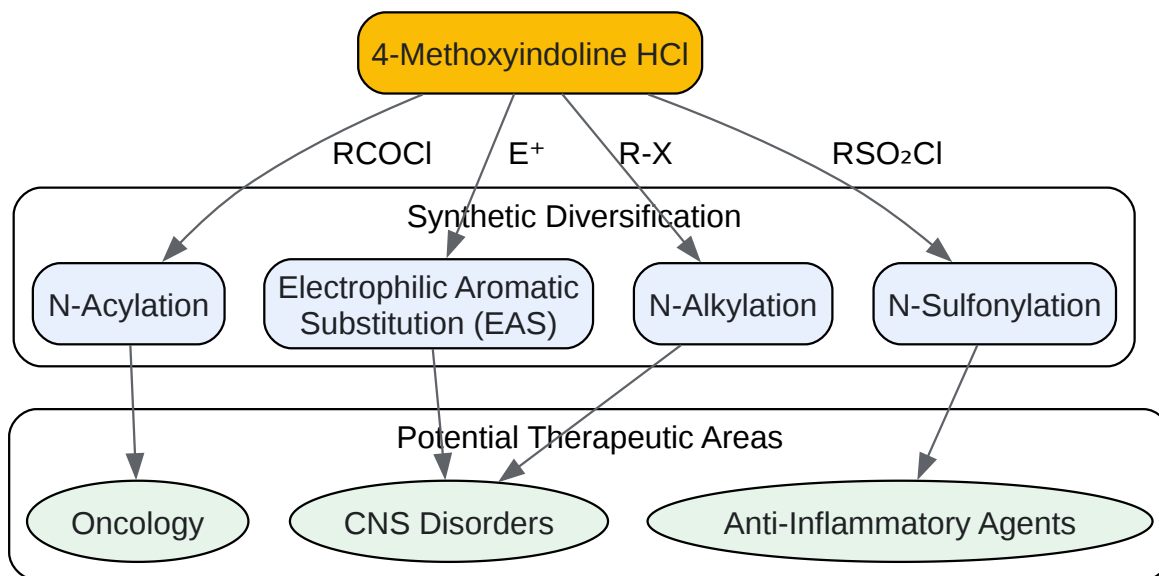 4-Methoxyindoline HCl
RCOCl
E⁺
R-X
RSO₂Cl
Synthetic Diversification
N-Acylation
Electrophilic Aromatic
Substitution (EAS)
N-Alkylation
N-Sulfonylation
Potential Therapeutic Areas
Oncology
CNS Disorders
Anti-Inflammatory Agents